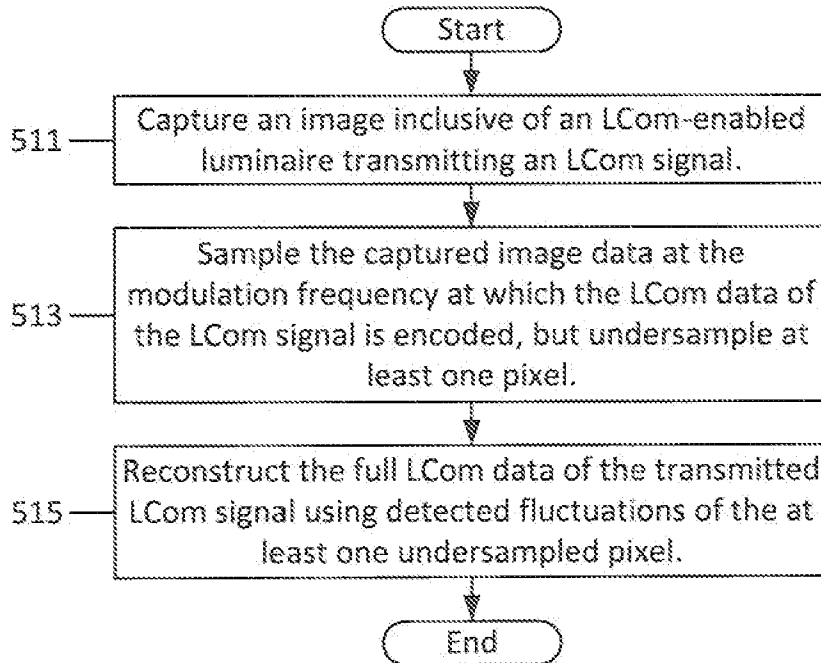 Start
511
Capture an image inclusive of an LCom-enabled
luminaire transmitting an LCom signal.
513
Sample the captured image data at the
modulation frequency at which the LCom data of
the LCom signal is encoded, but undersample at
least one pixel.
515
Reconstruct the full LCom data of the transmitted
LCom signal using detected fluctuations of the at
least one undersampled pixel.
End